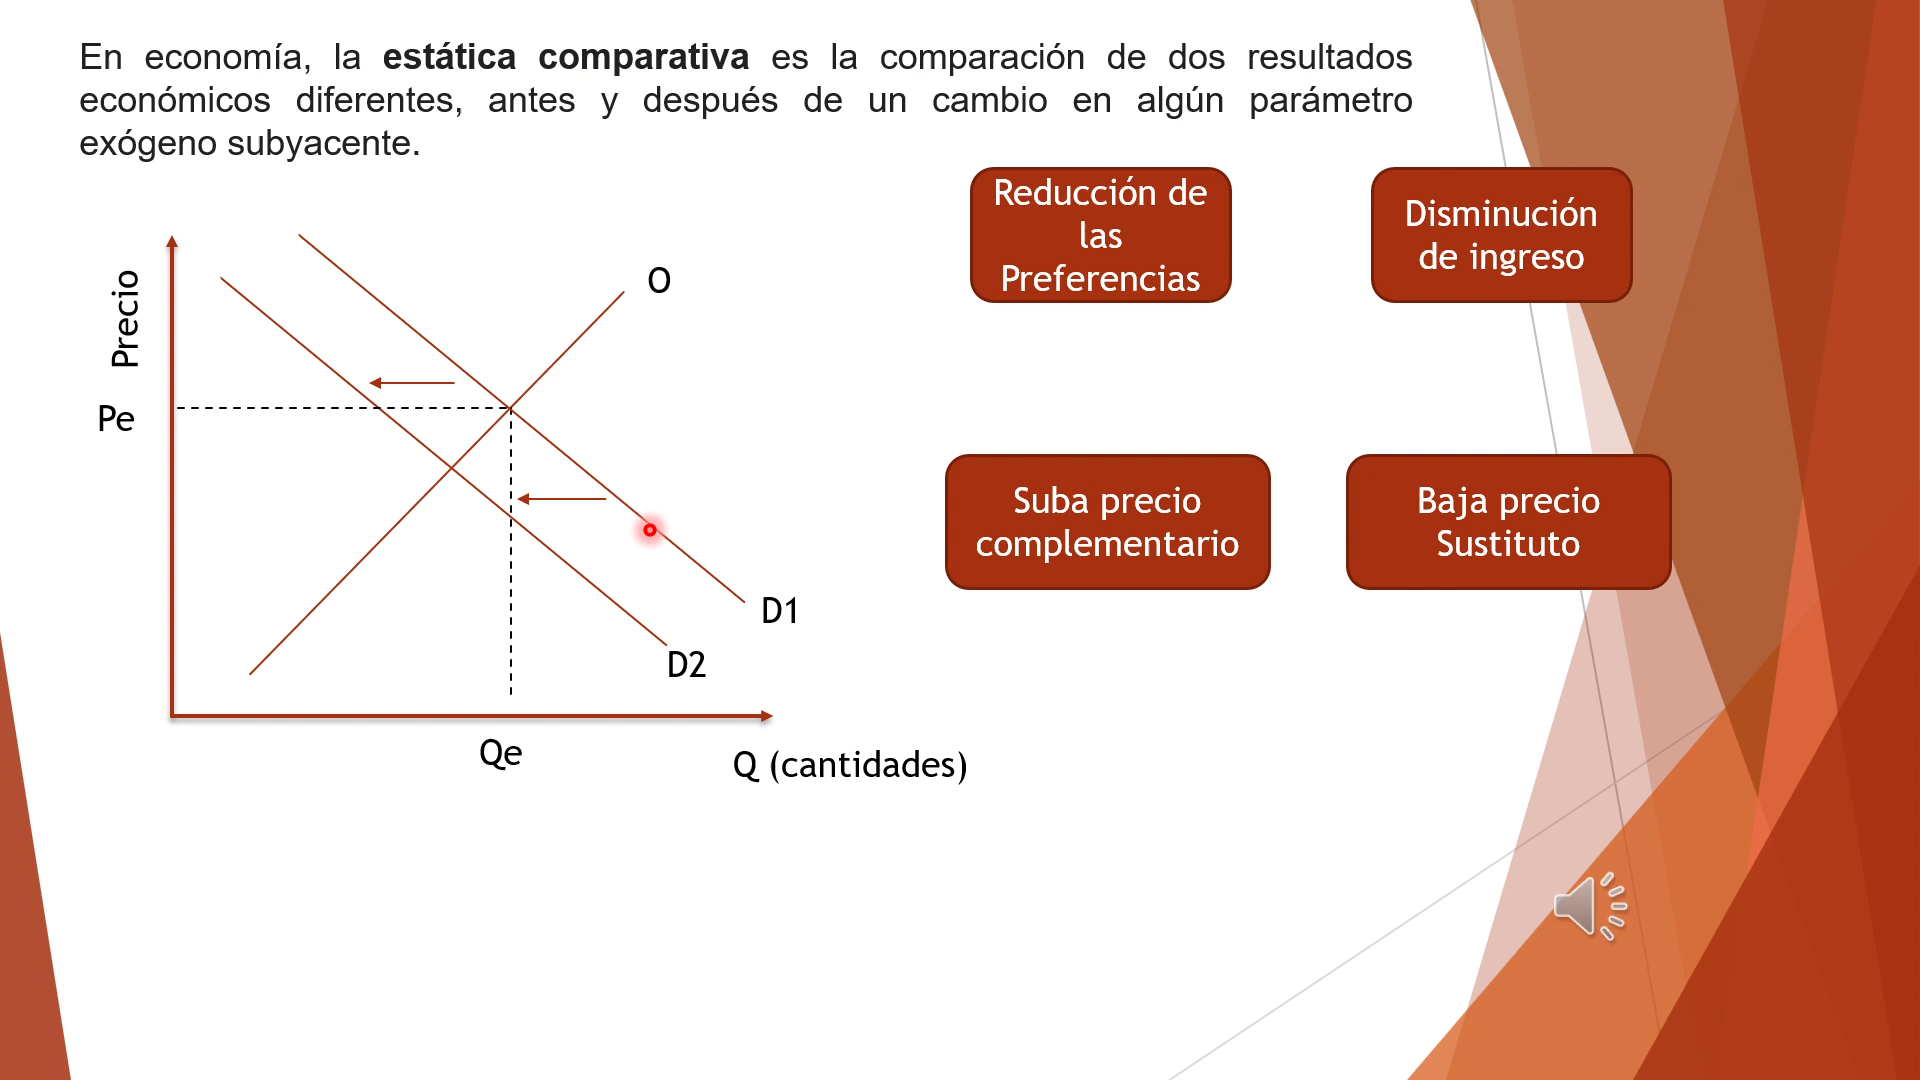 En economía, la estática comparativa es la comparación de dos resultados
económicos diferentes, antes y después de un cambio en algún parámetro
exógeno subyacente.
Reducción de
las
Preferencias
Disminución
de ingreso
Precio
O
Pe
Suba precio
complementario
Baja precio
Sustituto
D1
D2
Qe
Q (cantidades)